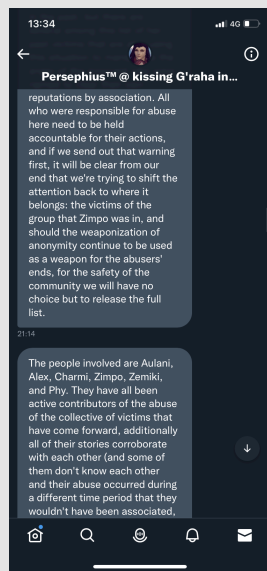 13:34
4G
Persephius™ @ kissing G'raha in...
reputations by association. All
who were responsible for abuse
here need to be held
accountable for their actions,
and if we send out that warning
first, it will be clear from our
end that we're trying to shift the
attention back to where it
belongs: the victims of the
group that Zimpo was in, and
should the weaponization of
anonymity continue to be used
as a weapon for the abusers'
ends, for the safety of the
community we will have no
choice but to release the full
list.
21:14
The people involved are Aulani,
Alex, Charmi, Zimpo, Zemiki,
and Phy. They have all been
active contributors of the abuse
of the collective of victims that
have come forward, additionally
all of their stories corroborate
with each other (and some of
them don't know each other
and their abuse occurred during
a different time period that they
wouldn't have been associated,